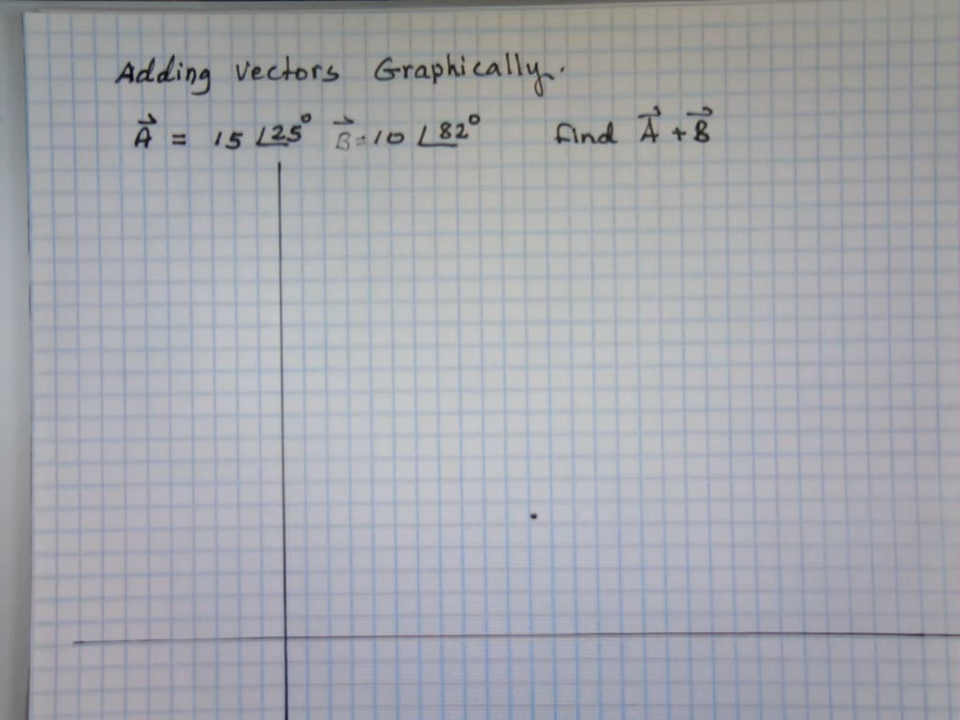 Adding Vectors Graphically.
A⃗ = 15 ∠25° B⃗ = 10 ∠82° find A⃗ + B⃗